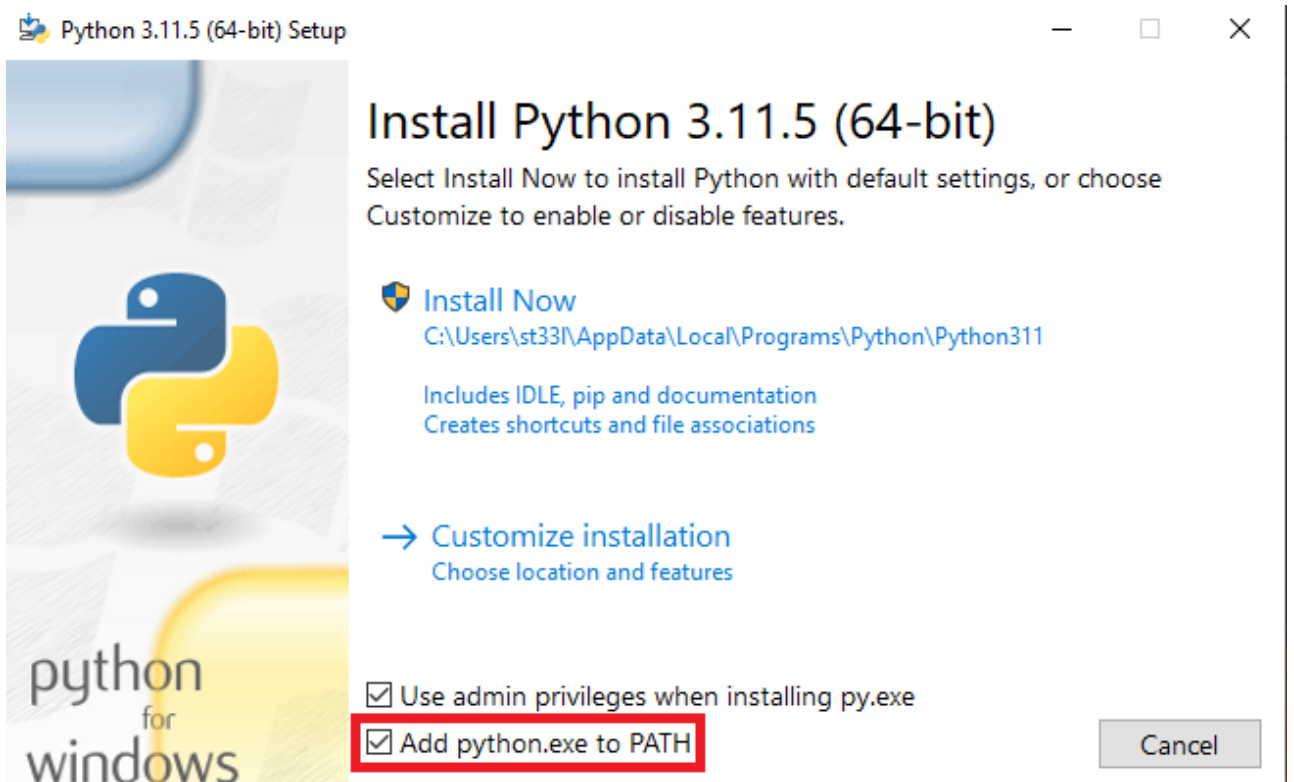 Python 3.11.5 (64-bit) Setup
Install Python 3.11.5 (64-bit)
Select Install Now to install Python with default settings, or choose
Customize to enable or disable features.
Install Now
C:\Users\st33l\AppData\Local\Programs\Python\Python311
Includes IDLE, pip and documentation
Creates shortcuts and file associations
Customize installation
Choose location and features
python
for
windows
Use admin privileges when installing py.exe
Add python.exe to PATH
Cancel